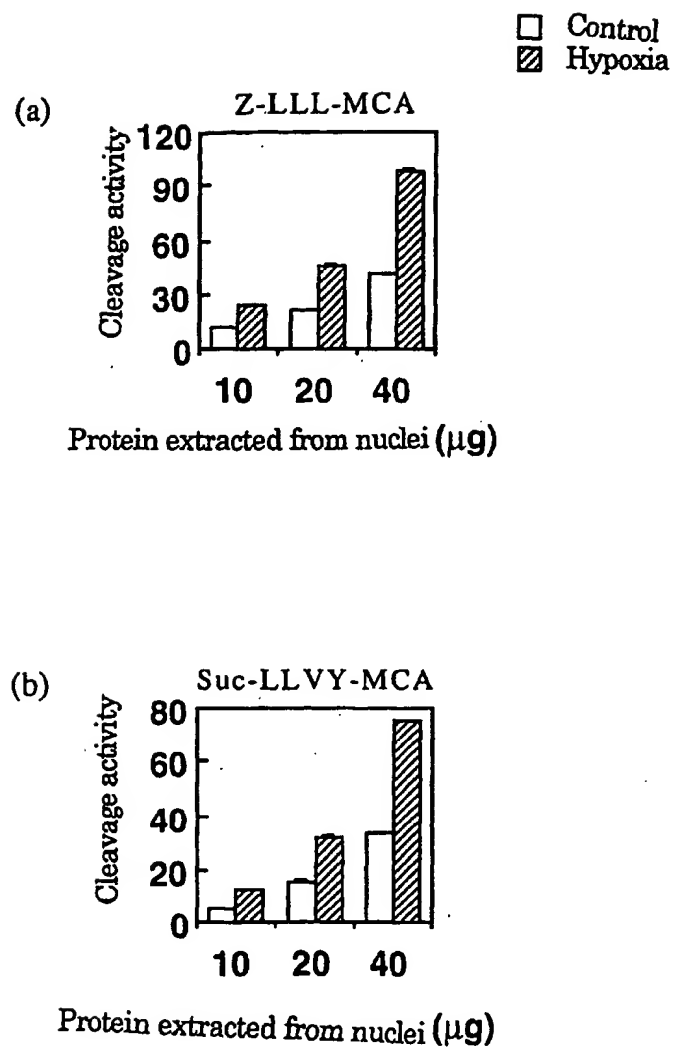 Control
Hypoxia
(a)
Z-LLL-MCA
Cleavage activity
120
90
60
30
0
10 20 40
Protein extracted from nuclei (μg)
(b)
Suc-LLVY-MCA
Cleavage activity
80
60
40
20
0
10 20 40
Protein extracted from nuclei (μg)